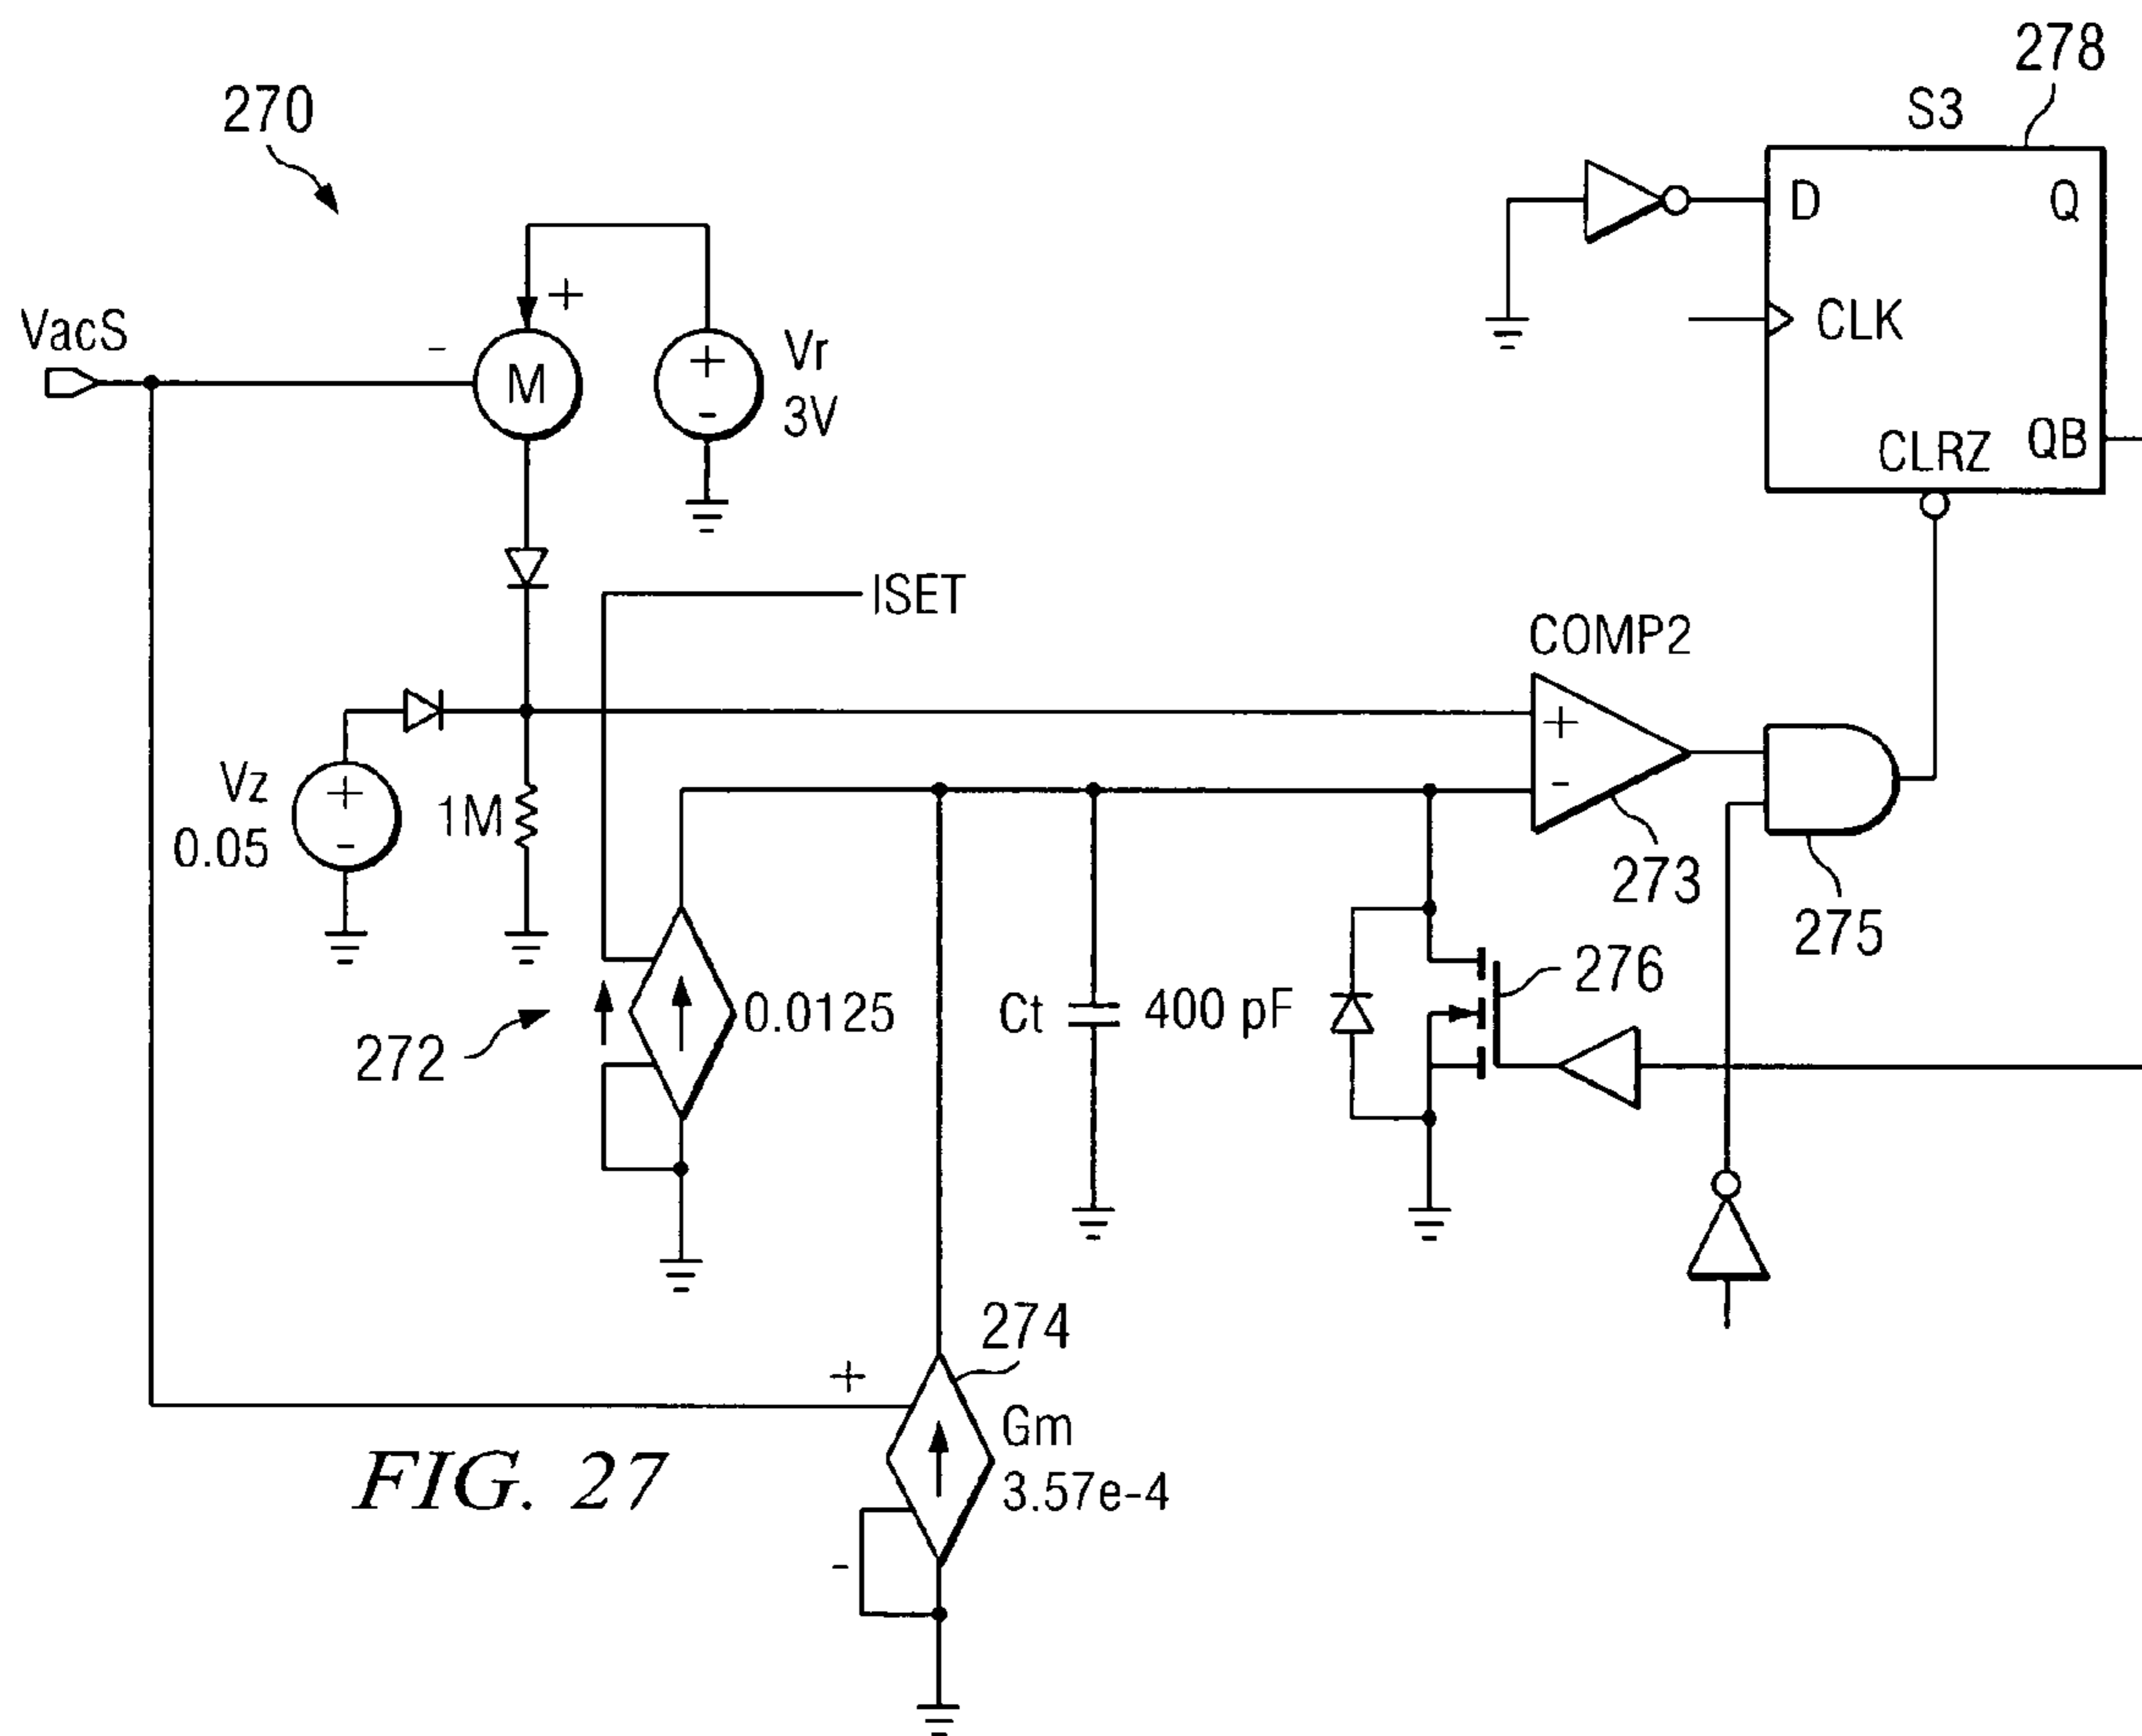 278
S3
270
D
Q
+
VacS
-
M
+
-
Vr
3V
CLK
CLRZ
QB
ISET
COMP2
+
-
Vz
0.05
+
-
1M
273
275
276
0.0125
Ct
400 pF
272
274
+
Gm
3.57e-4
-
FIG. 27